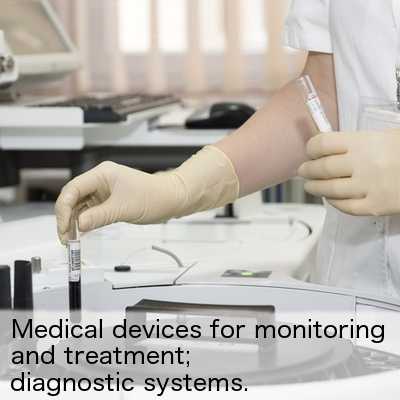 Medical devices for monitoring
and treatment;
diagnostic systems.